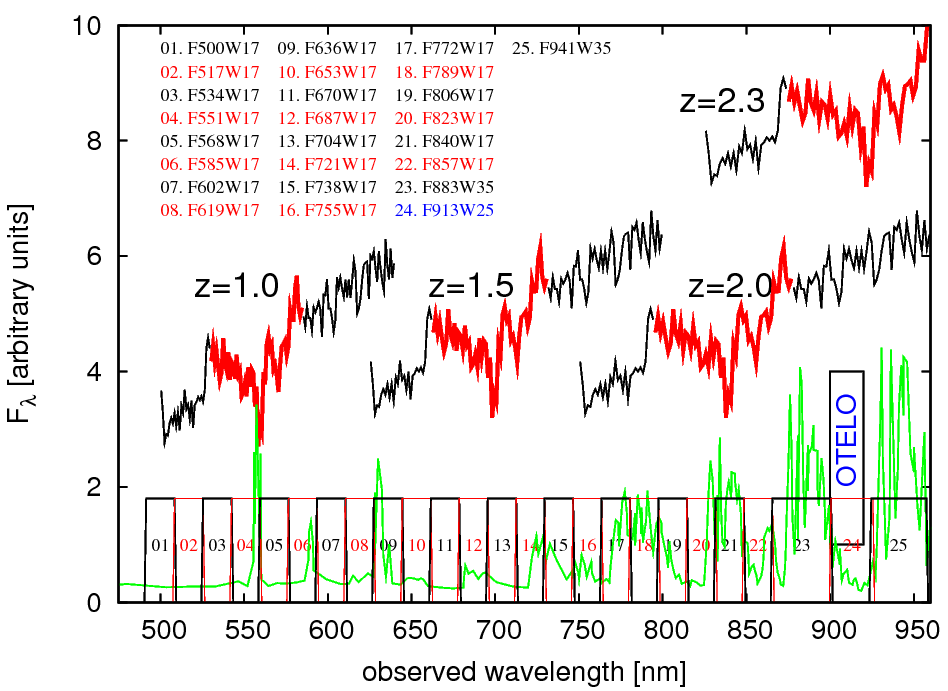 10
01. F500W17 09. F636W17 17. F772W17 25. F941W35
02. F517W17 10. F653W17 18. F789W17
03. F534W17 11. F670W17 19. F806W17
04. F551W17 12. F687W17 20. F823W17
05. F568W17 13. F704W17 21. F840W17
06. F585W17 14. F721W17 22. F857W17
07. F602W17 15. F738W17 23. F883W35
08. F619W17 16. F755W17 24. F913W25
z=2.3
8
6
z=1.0 z=1.5 z=2.0
Fλ [arbitrary units]
4
OTELO
2
01 02 03 04 05 06 07 08 09 10 11 12 13 14 15 16 17 18 19 20 21 22 23 24 25
0
500 550 600 650 700 750 800 850 900 950
observed wavelength [nm]